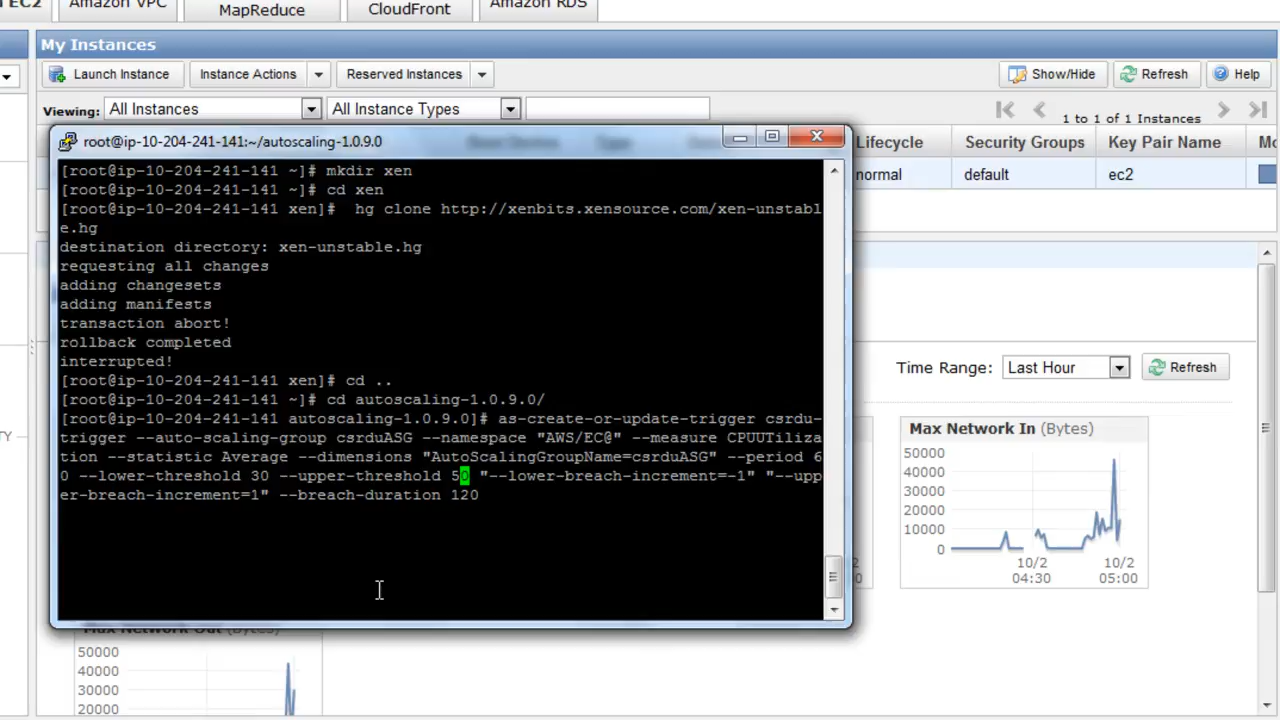 EC2
Amazon VPC
MapReduce
CloudFront
Amazon RDS
My Instances
Launch Instance
Instance Actions
Reserved Instances
Show/Hide
Refresh
Help
Viewing:
All Instances
All Instance Types
1 to 1 of 1 Instances
Lifecycle
Security Groups
Key Pair Name
Mo
normal
default
ec2
root@ip-10-204-241-141:~/autoscaling-1.0.9.0
[root@ip-10-204-241-141 ~]# mkdir xen
[root@ip-10-204-241-141 ~]# cd xen
[root@ip-10-204-241-141 xen]#  hg clone http://xenbits.xensource.com/xen-unstabl
e.hg
destination directory: xen-unstable.hg
requesting all changes
adding changesets
adding manifests
transaction abort!
rollback completed
interrupted!
[root@ip-10-204-241-141 xen]# cd ..
[root@ip-10-204-241-141 ~]# cd autoscaling-1.0.9.0/
[root@ip-10-204-241-141 autoscaling-1.0.9.0]# as-create-or-update-trigger csrdu-
trigger --auto-scaling-group csrduASG --namespace "AWS/EC@" --measure CPUUtiliza
tion --statistic Average --dimensions "AutoScalingGroupName=csrduASG" --period 6
0 --lower-threshold 30 --upper-threshold 50 "--lower-breach-increment=-1" "--upp
er-breach-increment=1" --breach-duration 120
Time Range:
Last Hour
Refresh
Max Network In (Bytes)
50000
40000
30000
20000
10000
0
10/2
04:30
10/2
05:00
Max Network Out (Bytes)
50000
40000
30000
20000